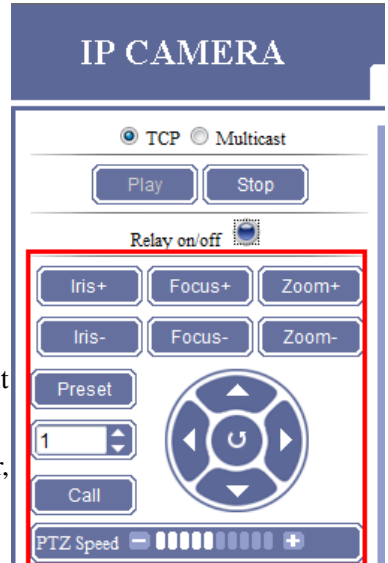 IP CAMERA
TCP Multicast
Play Stop
Relay on/off
Iris+ Focus+ Zoom+
Iris- Focus- Zoom-
Preset
1
Call
PTZ Speed